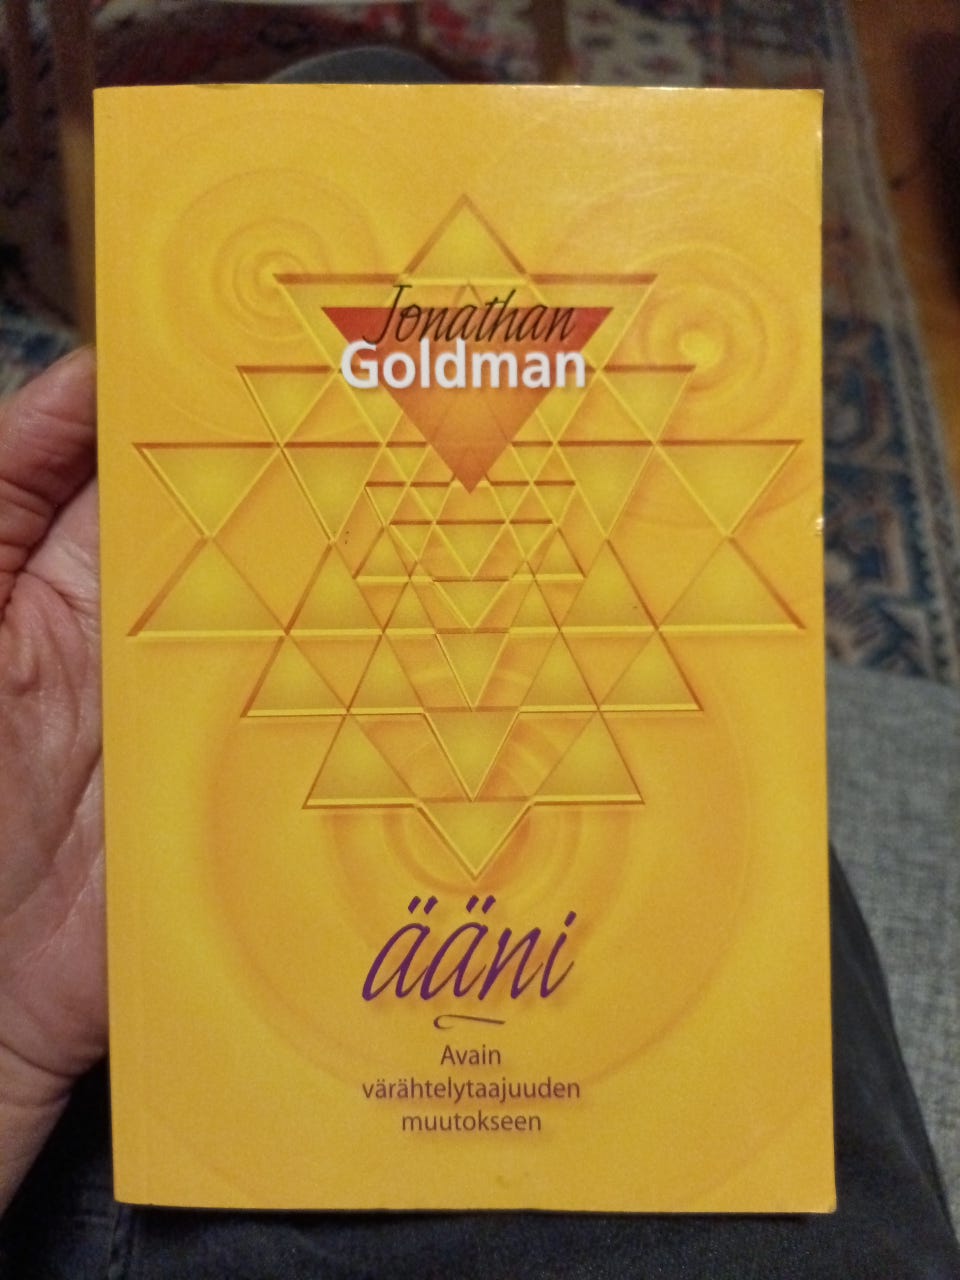 Jonathan
Goldman
ääni
Avain
värähtelytaajuuden
muutokseen